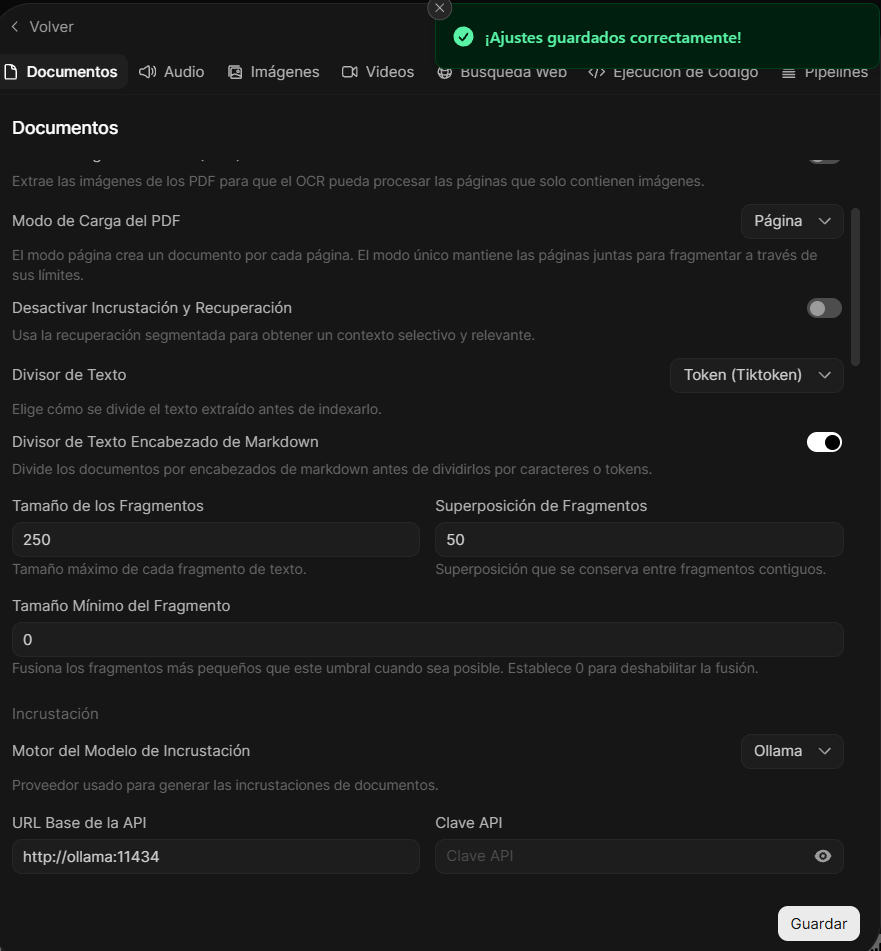 Volver
¡Ajustes guardados correctamente!
Documentos Audio Imágenes Videos Búsqueda Web Ejecución de Código Pipelines
Documentos
Extrae las imágenes de los PDF para que el OCR pueda procesar las páginas que solo contienen imágenes.
Modo de Carga del PDF Página
El modo página crea un documento por cada página. El modo único mantiene las páginas juntas para fragmentar a través de
sus límites.
Desactivar Incrustación y Recuperación
Usa la recuperación segmentada para obtener un contexto selectivo y relevante.
Divisor de Texto Token (Tiktoken)
Elige cómo se divide el texto extraído antes de indexarlo.
Divisor de Texto Encabezado de Markdown
Divide los documentos por encabezados de markdown antes de dividirlos por caracteres o tokens.
Tamaño de los Fragmentos Superposición de Fragmentos
250 50
Tamaño máximo de cada fragmento de texto. Superposición que se conserva entre fragmentos contiguos.
Tamaño Mínimo del Fragmento
0
Fusiona los fragmentos más pequeños que este umbral cuando sea posible. Establece 0 para deshabilitar la fusión.
Incrustación
Motor del Modelo de Incrustación Ollama
Proveedor usado para generar las incrustaciones de documentos.
URL Base de la API Clave API
http://ollama:11434 Clave API
Guardar